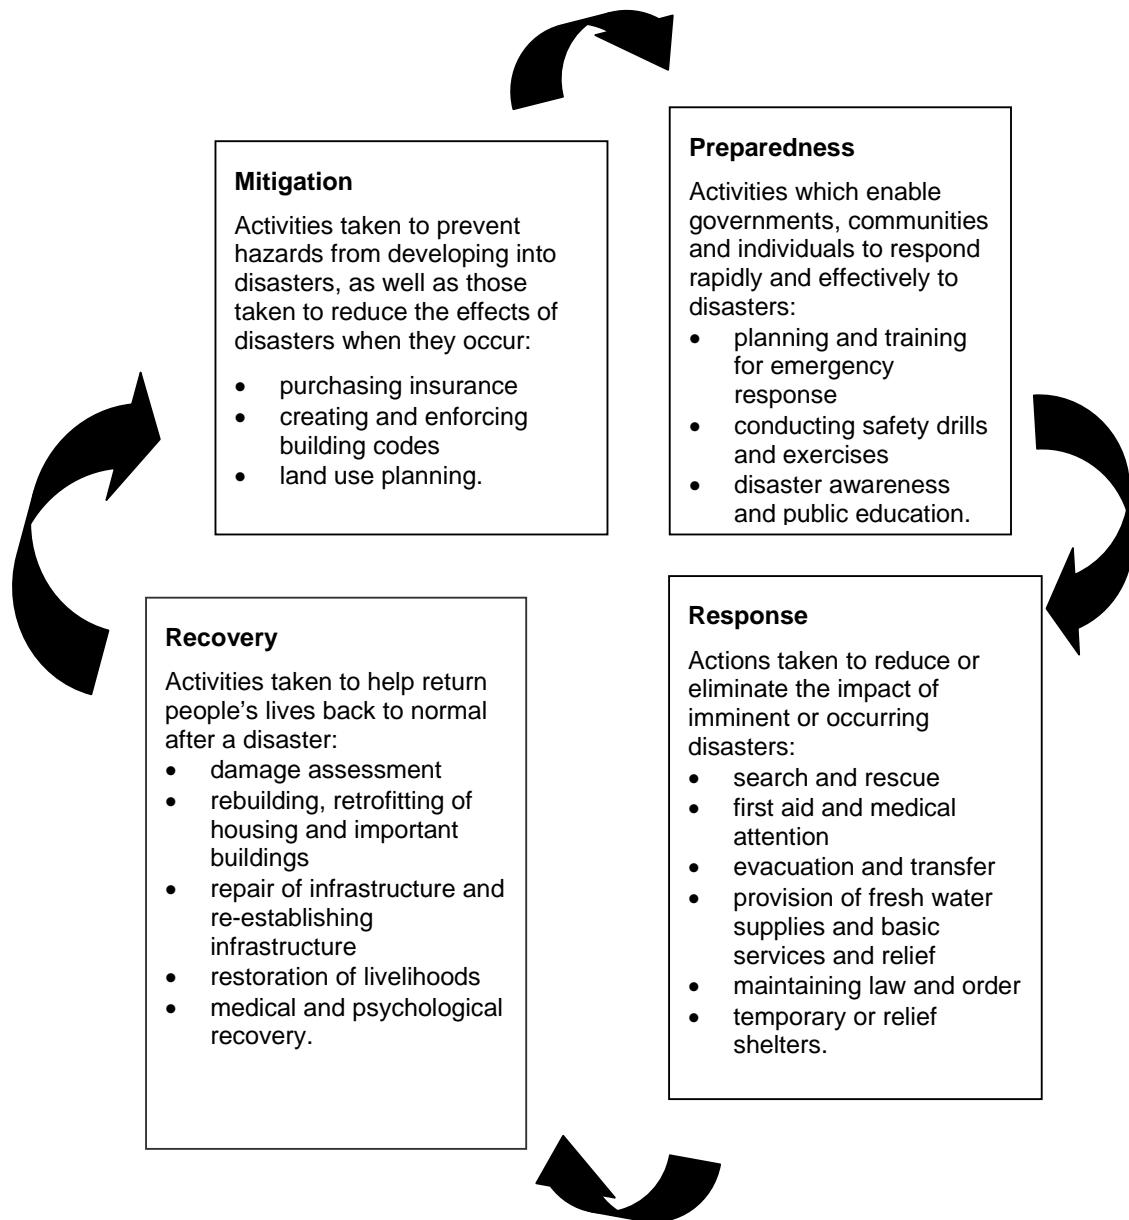 Mitigation
Activities taken to prevent
hazards from developing into
disasters, as well as those
taken to reduce the effects of
disasters when they occur:
• purchasing insurance
• creating and enforcing
building codes
• land use planning.
Preparedness
Activities which enable
governments, communities
and individuals to respond
rapidly and effectively to
disasters:
• planning and training
for emergency
response
• conducting safety drills
and exercises
• disaster awareness
and public education.
Recovery
Activities taken to help return
people’s lives back to normal
after a disaster:
• damage assessment
• rebuilding, retrofitting of
housing and important
buildings
• repair of infrastructure and
re-establishing
infrastructure
• restoration of livelihoods
• medical and psychological
recovery.
Response
Actions taken to reduce or
eliminate the impact of
imminent or occurring
disasters:
• search and rescue
• first aid and medical
attention
• evacuation and transfer
• provision of fresh water
supplies and basic
services and relief
• maintaining law and order
• temporary or relief
shelters.